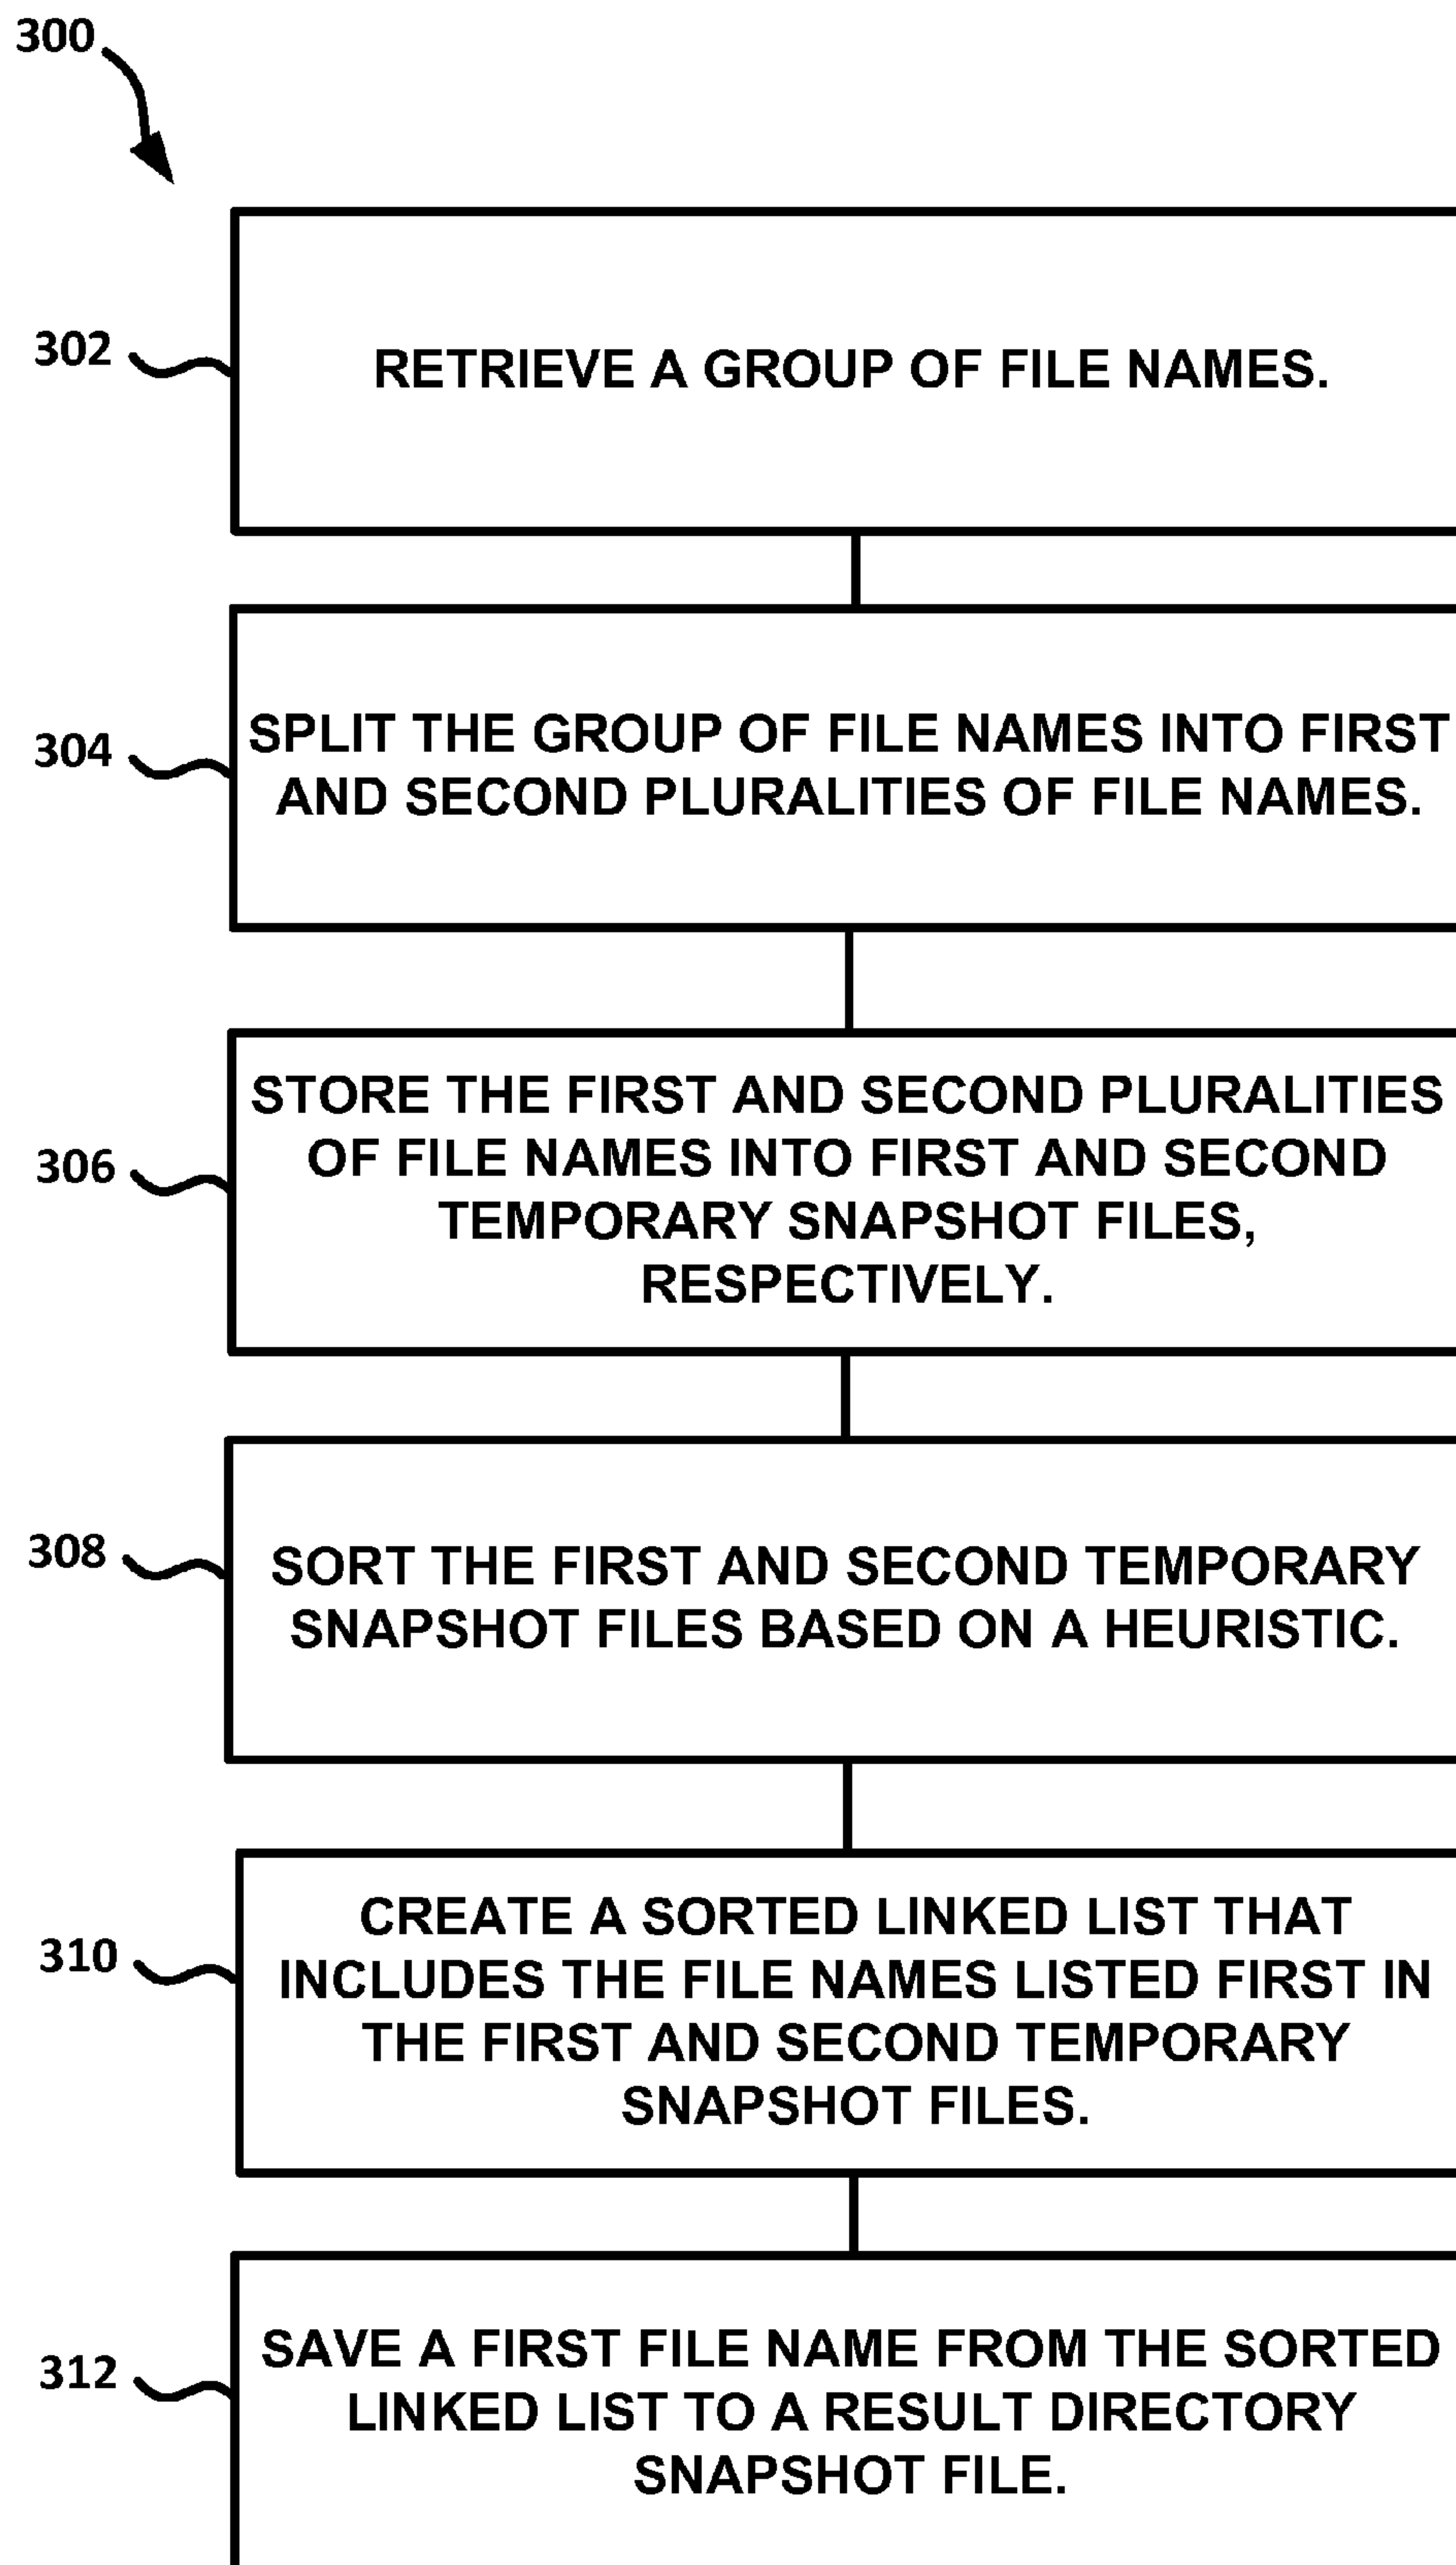 300
302
RETRIEVE A GROUP OF FILE NAMES.
304
SPLIT THE GROUP OF FILE NAMES INTO FIRST
AND SECOND PLURALITIES OF FILE NAMES.
306
STORE THE FIRST AND SECOND PLURALITIES
OF FILE NAMES INTO FIRST AND SECOND
TEMPORARY SNAPSHOT FILES,
RESPECTIVELY.
308
SORT THE FIRST AND SECOND TEMPORARY
SNAPSHOT FILES BASED ON A HEURISTIC.
310
CREATE A SORTED LINKED LIST THAT
INCLUDES THE FILE NAMES LISTED FIRST IN
THE FIRST AND SECOND TEMPORARY
SNAPSHOT FILES.
312
SAVE A FIRST FILE NAME FROM THE SORTED
LINKED LIST TO A RESULT DIRECTORY
SNAPSHOT FILE.